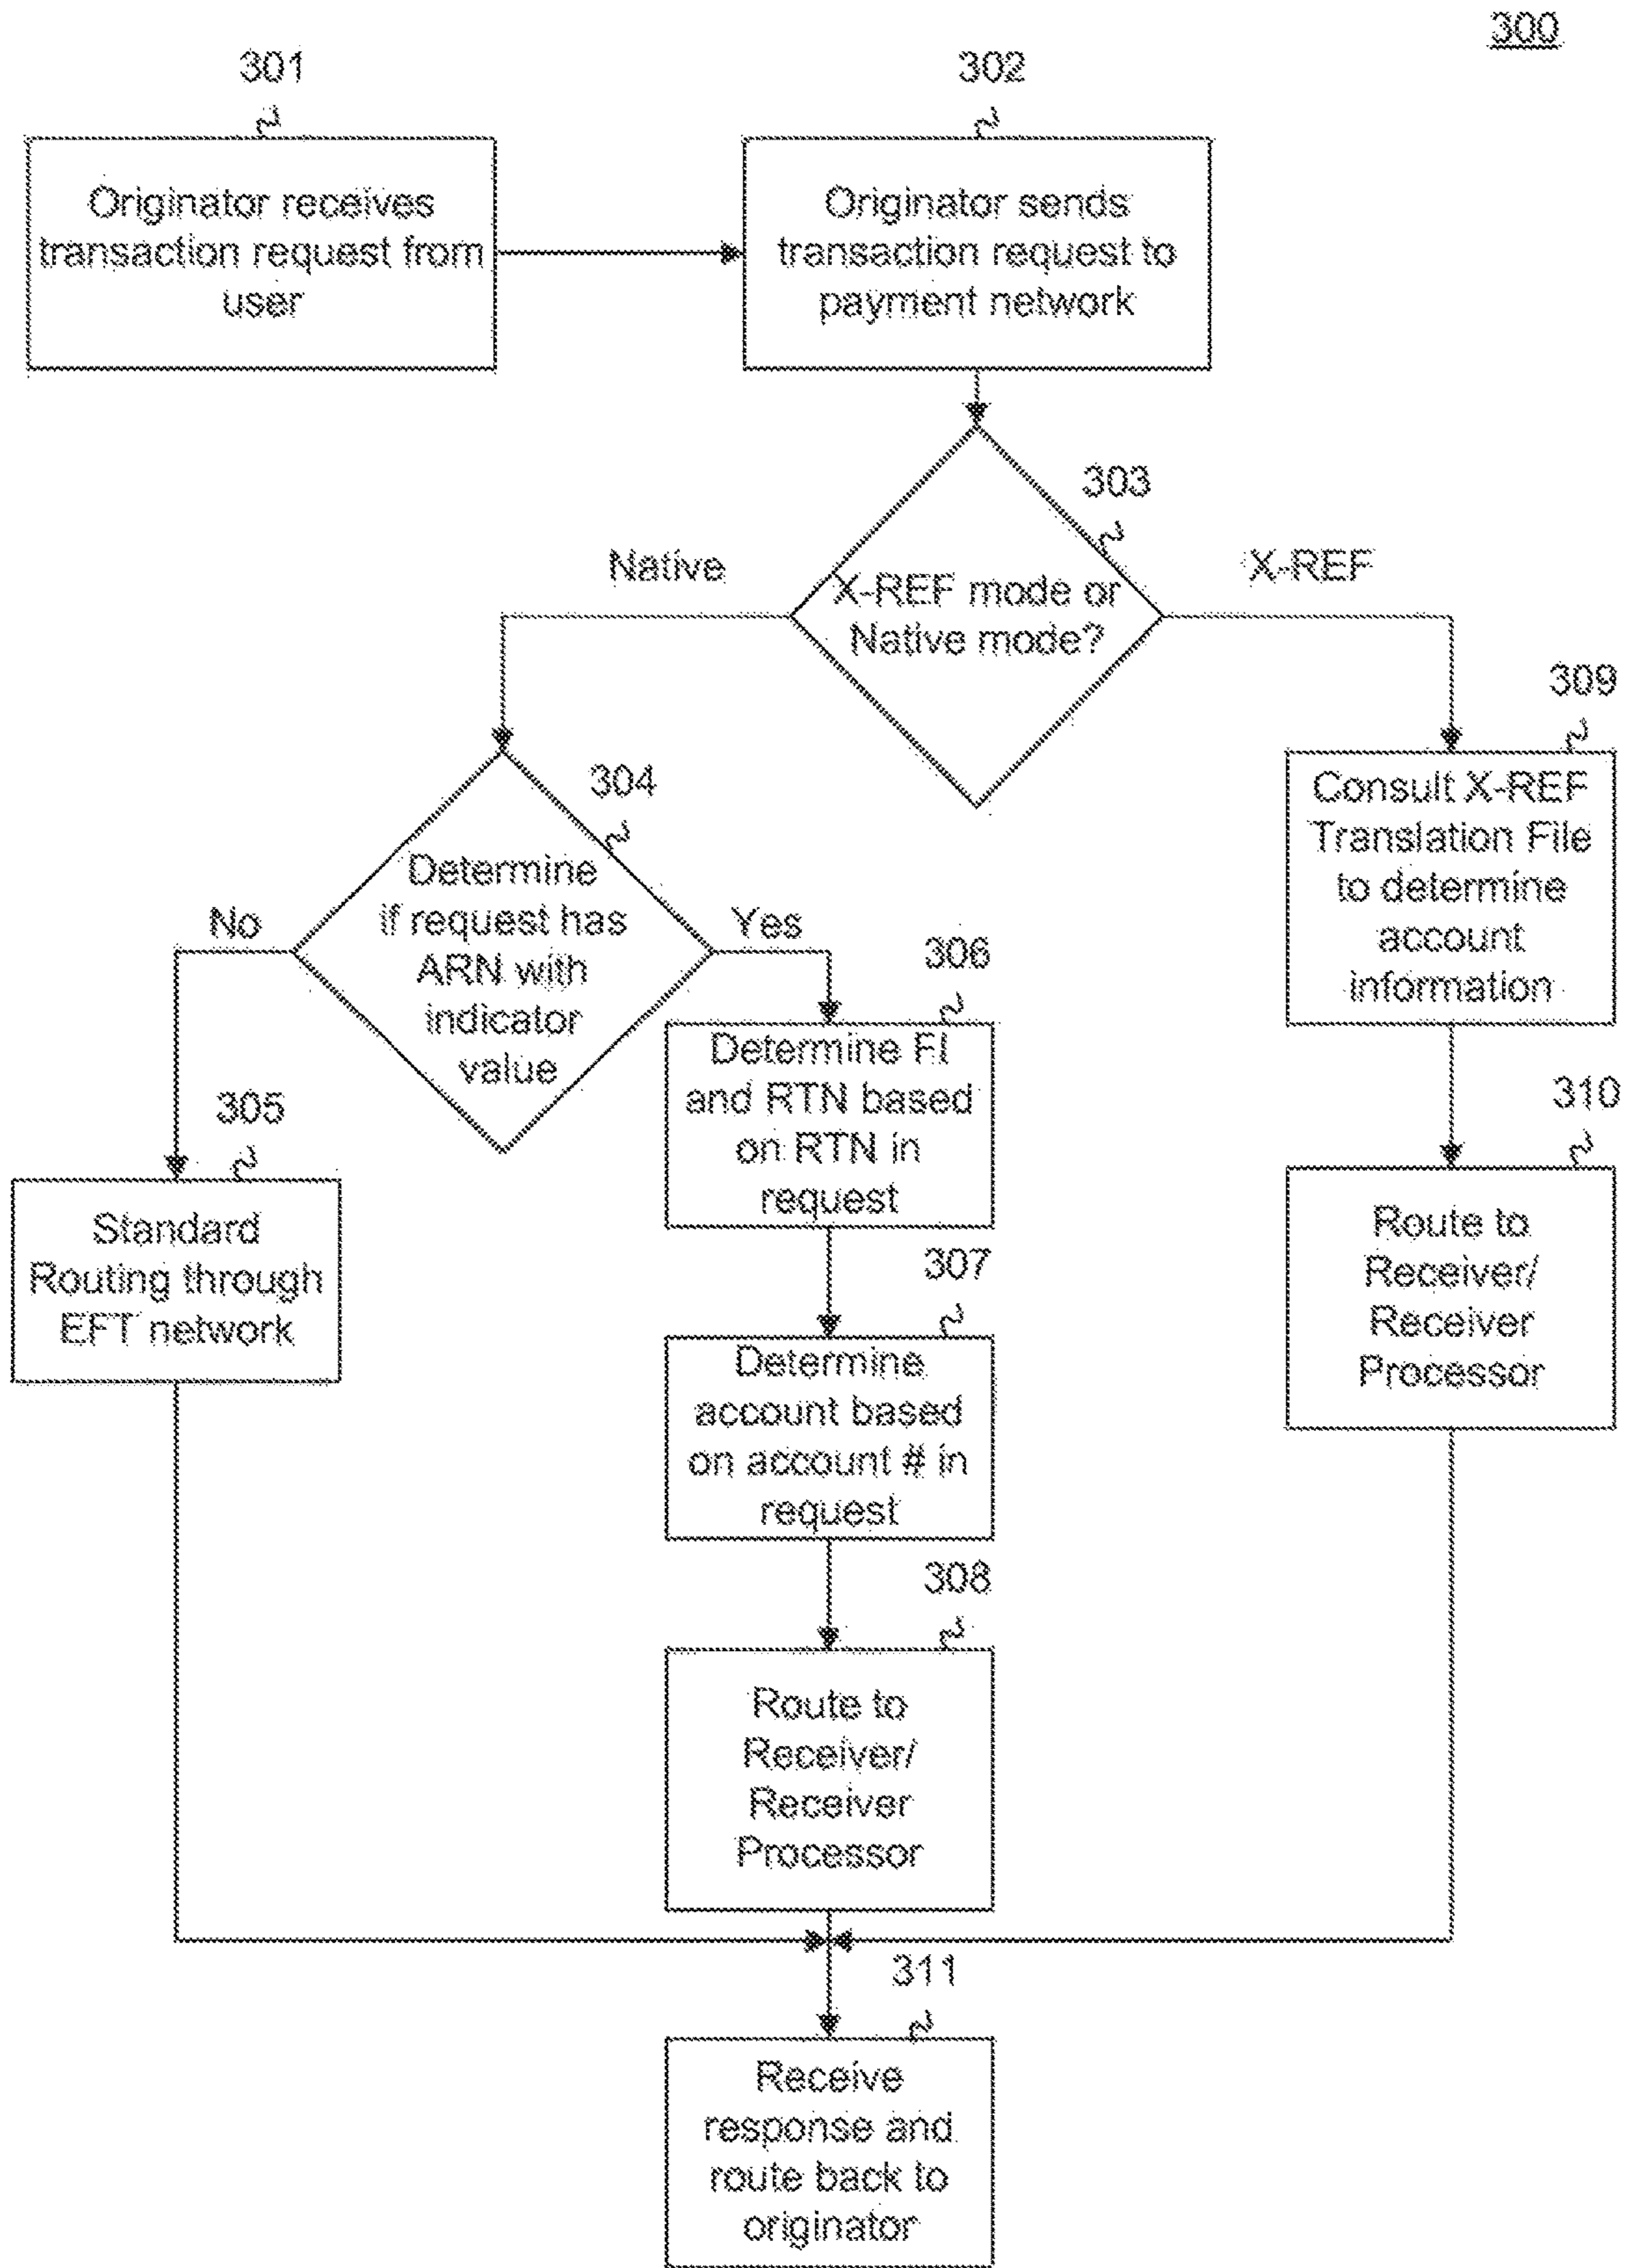 300
301
Originator receives
transaction request from
user
302
Originator sends
transaction request to
payment network
303
X-REF mode or
Native mode?
Native
X-REF
304
Determine
if request has
ARN with
indicator
value
No
Yes
305
Standard
Routing through
EFT network
306
Determine FI
and RTN based
on RTN in
request
307
Determine
account based
on account # in
request
308
Route to
Receiver/
Receiver
Processor
309
Consult X-REF
Translation File
to determine
account
information
310
Route to
Receiver/
Receiver
Processor
311
Receive
response and
route back to
originator